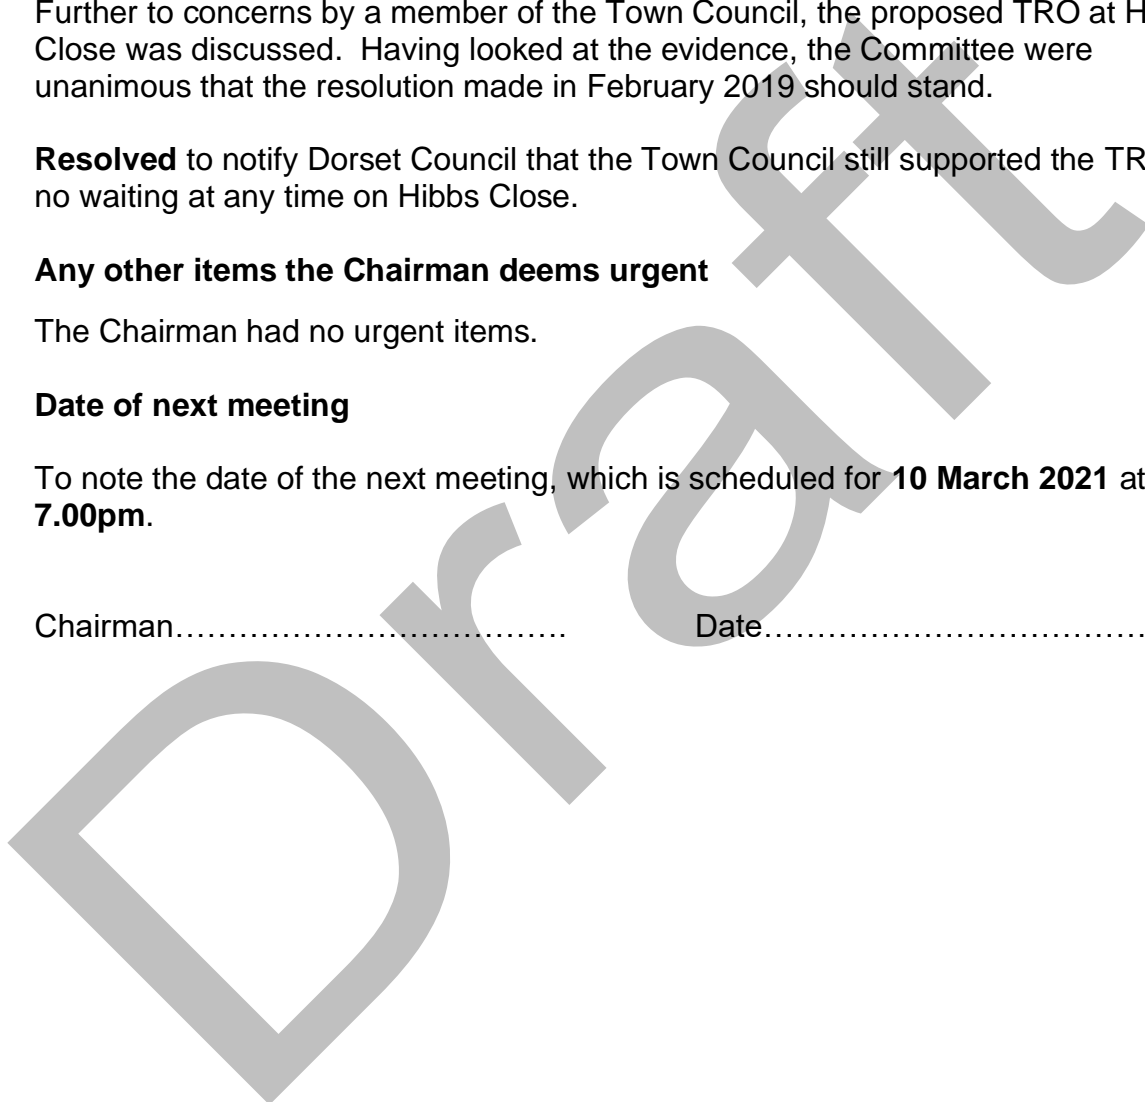 Further to concerns by a member of the Town Council, the proposed TRO at H
Close was discussed.  Having looked at the evidence, the Committee were
unanimous that the resolution made in February 2019 should stand.
Resolved to notify Dorset Council that the Town Council still supported the TR
no waiting at any time on Hibbs Close.
Any other items the Chairman deems urgent
The Chairman had no urgent items.
Date of next meeting
To note the date of the next meeting, which is scheduled for 10 March 2021 at
7.00pm.
Chairman………………………………. Date………………………………
Draft